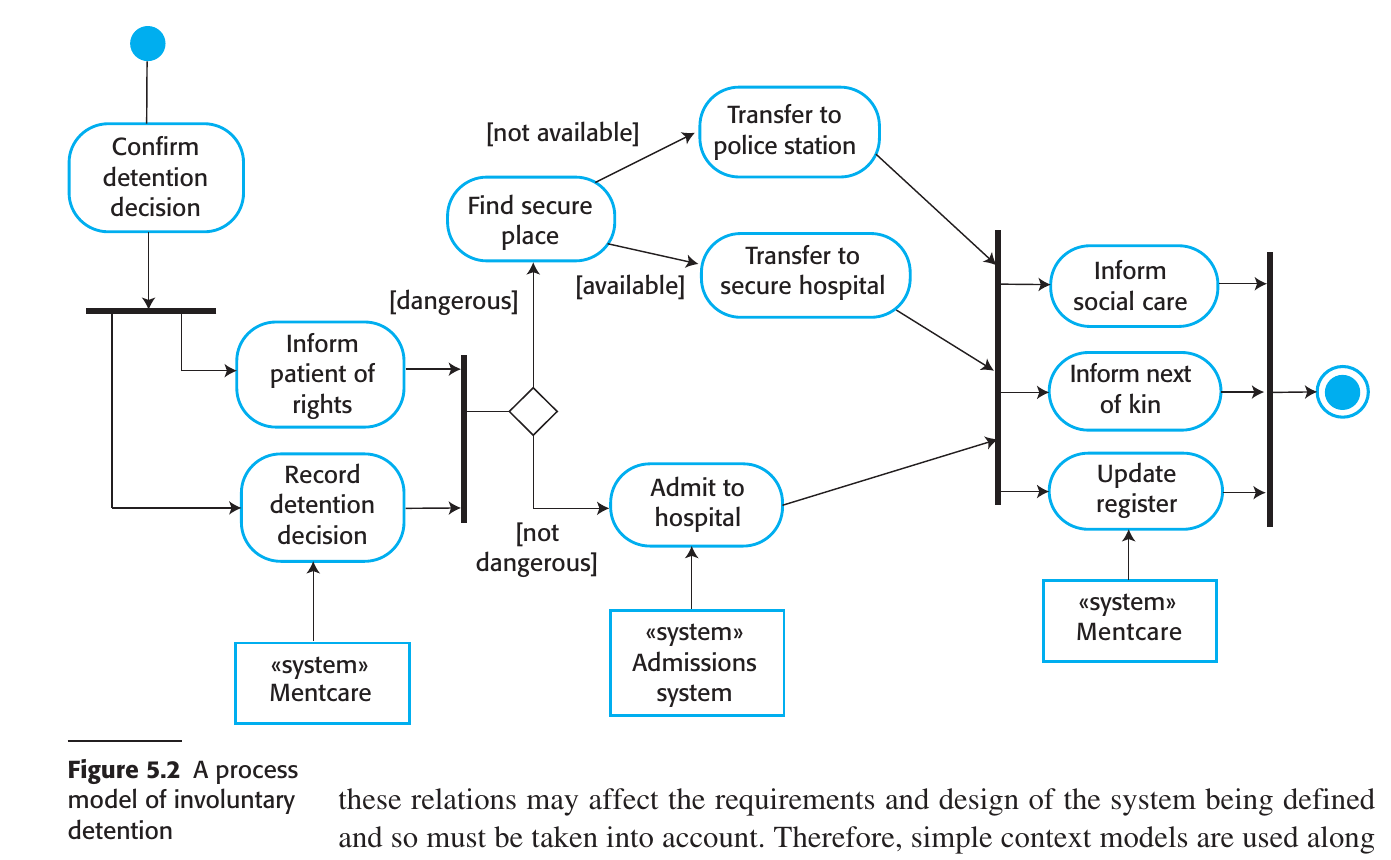 Confirm
detention
decision
Inform
patient of
rights
Record
detention
decision
«system»
Mentcare
[dangerous]
[not
dangerous]
Find secure
place
[not available]
[available]
Transfer to
police station
Transfer to
secure hospital
Admit to
hospital
«system»
Admissions
system
Inform
social care
Inform next
of kin
Update
register
«system»
Mentcare
Figure 5.2 A process
model of involuntary
detention
these relations may affect the requirements and design of the system being defined
and so must be taken into account. Therefore, simple context models are used along